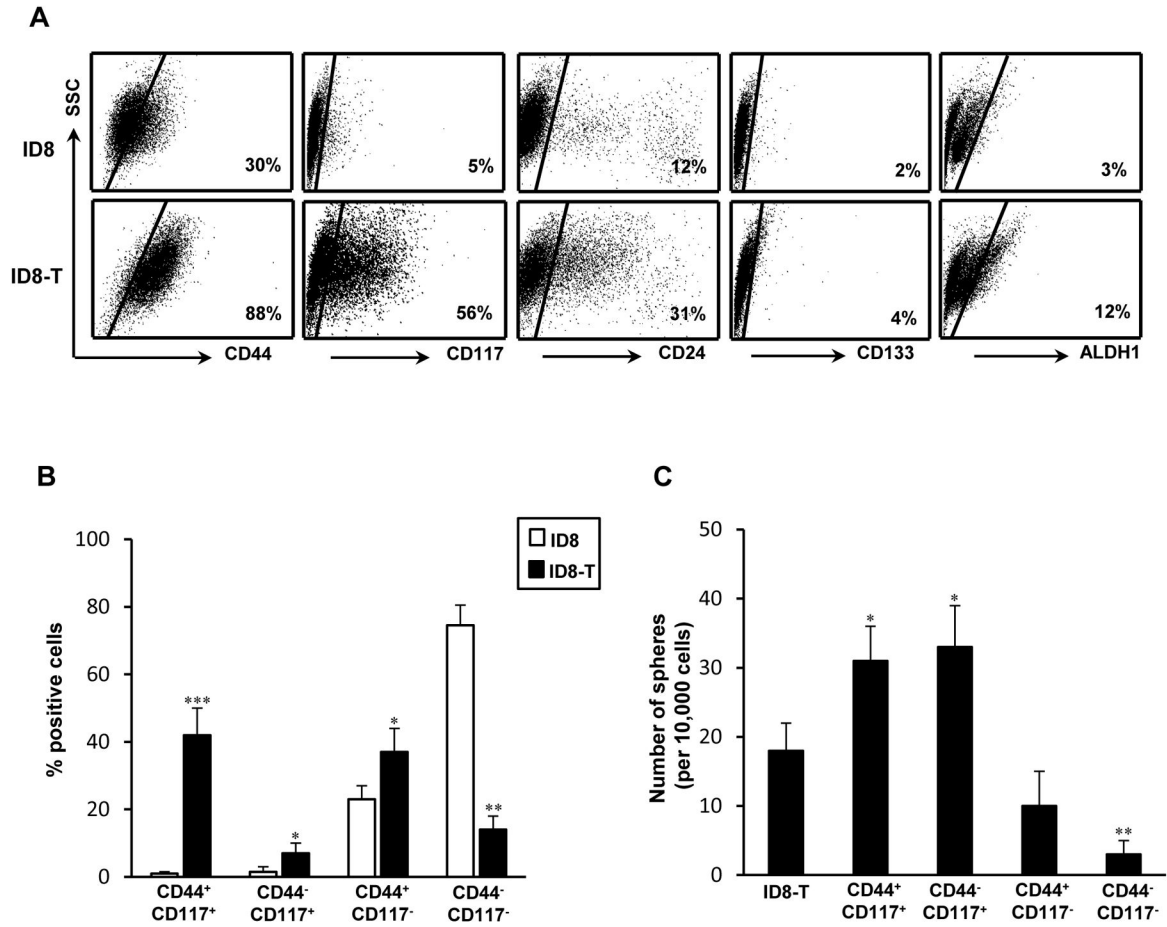 A
SSC
ID8
30%
5%
12%
2%
3%
ID8-T
88%
56%
31%
4%
12%
CD44
CD117
CD24
CD133
ALDH1
B
% positive cells
100
80
60
40
20
0
ID8
ID8-T
***
*
*
**
CD44+
CD117+
CD44-
CD117+
CD44+
CD117-
CD44-
CD117-
C
Number of spheres
(per 10,000 cells)
50
40
30
20
10
0
*
*
**
ID8-T
CD44+
CD117+
CD44-
CD117+
CD44+
CD117-
CD44-
CD117-